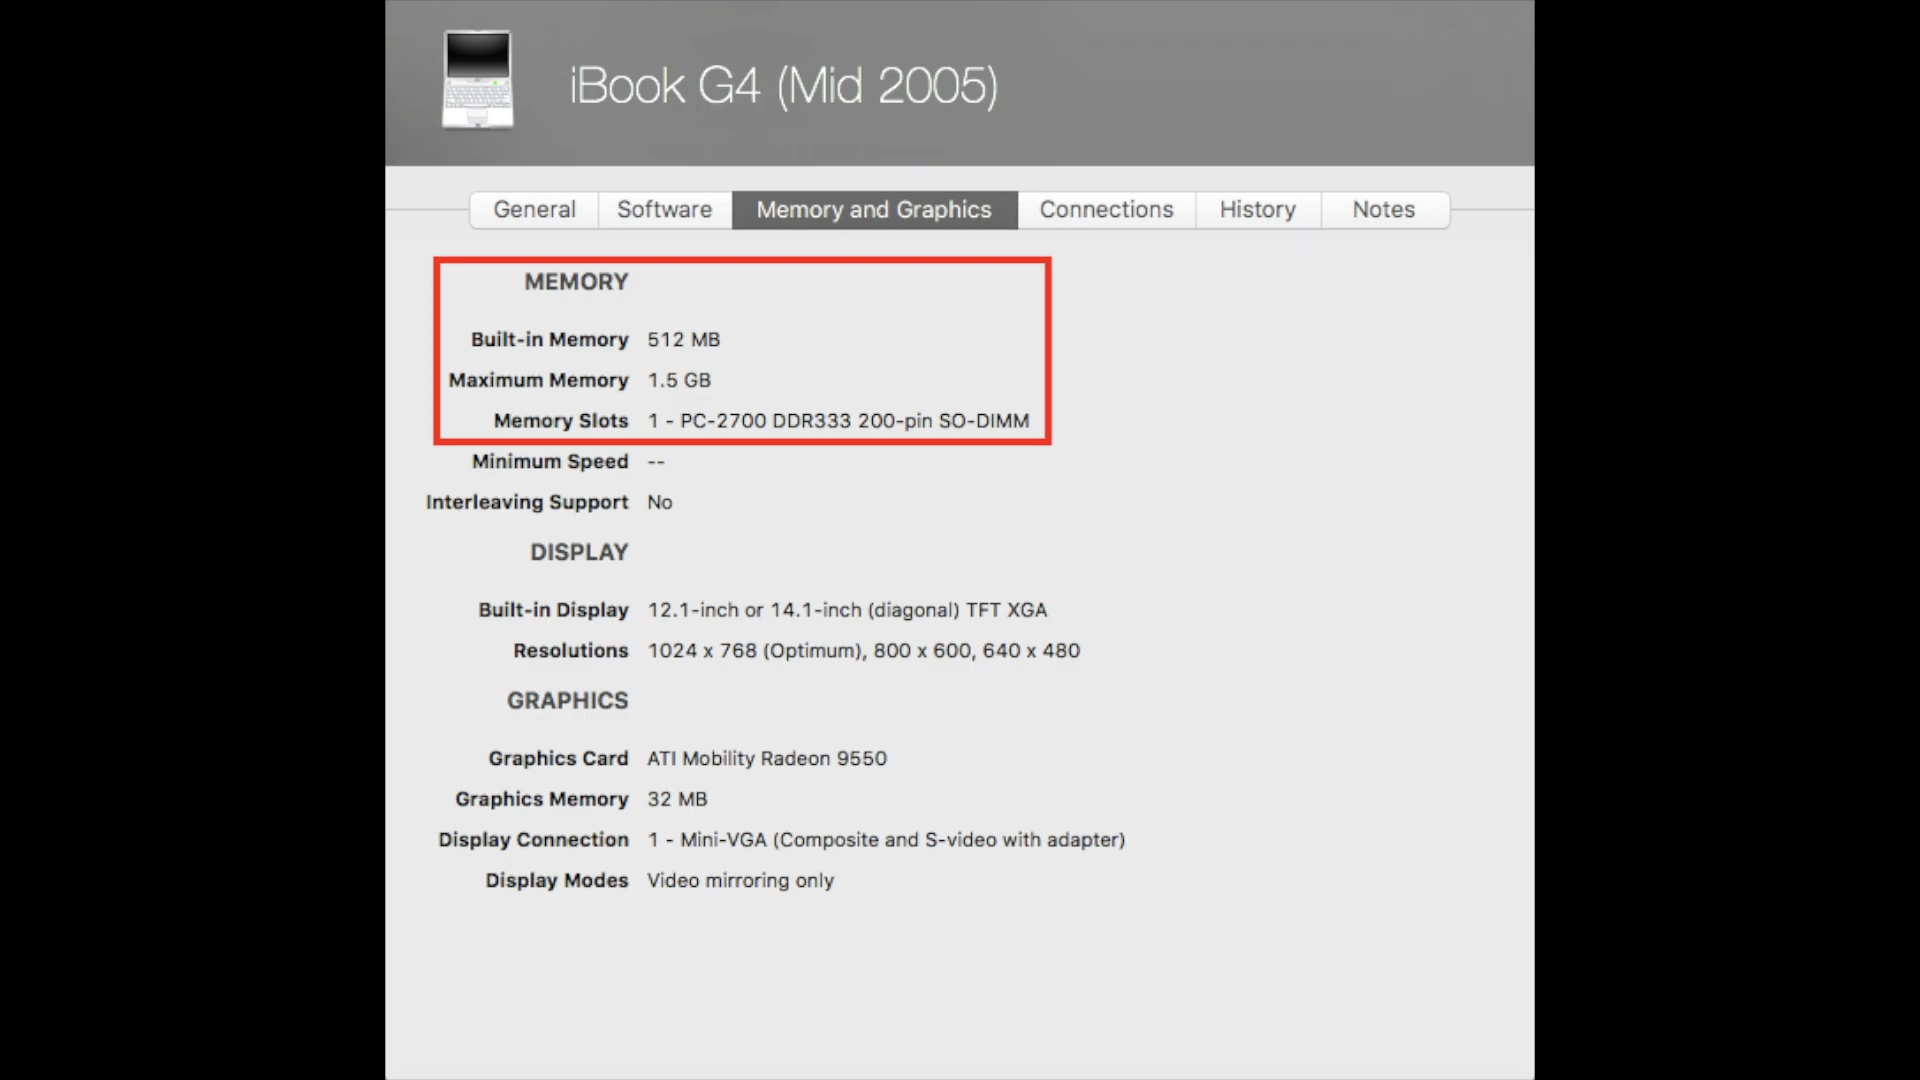 iBook G4 (Mid 2005)
General Software Memory and Graphics Connections History Notes
MEMORY
Built-in Memory 512 MB
Maximum Memory 1.5 GB
Memory Slots 1 - PC-2700 DDR333 200-pin SO-DIMM
Minimum Speed --
Interleaving Support No
DISPLAY
Built-in Display 12.1-inch or 14.1-inch (diagonal) TFT XGA
Resolutions 1024 x 768 (Optimum), 800 x 600, 640 x 480
GRAPHICS
Graphics Card ATI Mobility Radeon 9550
Graphics Memory 32 MB
Display Connection 1 - Mini-VGA (Composite and S-video with adapter)
Display Modes Video mirroring only